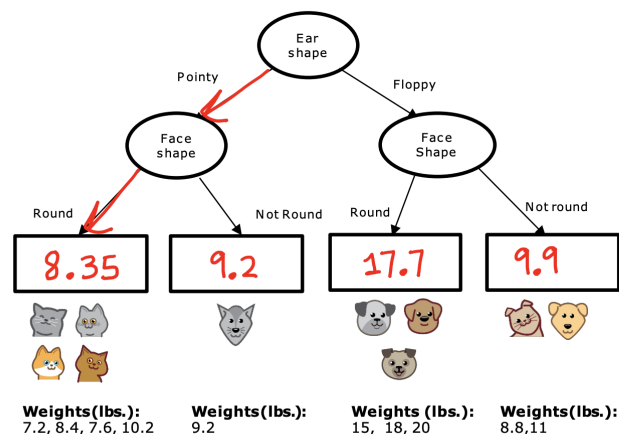 Ear
shape
Pointy
Floppy
Face
shape
Face
Shape
Round
Not Round
Round
Not round
8.35
9.2
17.7
9.9
Weights(lbs.):
7.2, 8.4, 7.6, 10.2
Weights(lbs.):
9.2
Weights(lbs.):
15, 18, 20
Weights(lbs.):
8.8,11